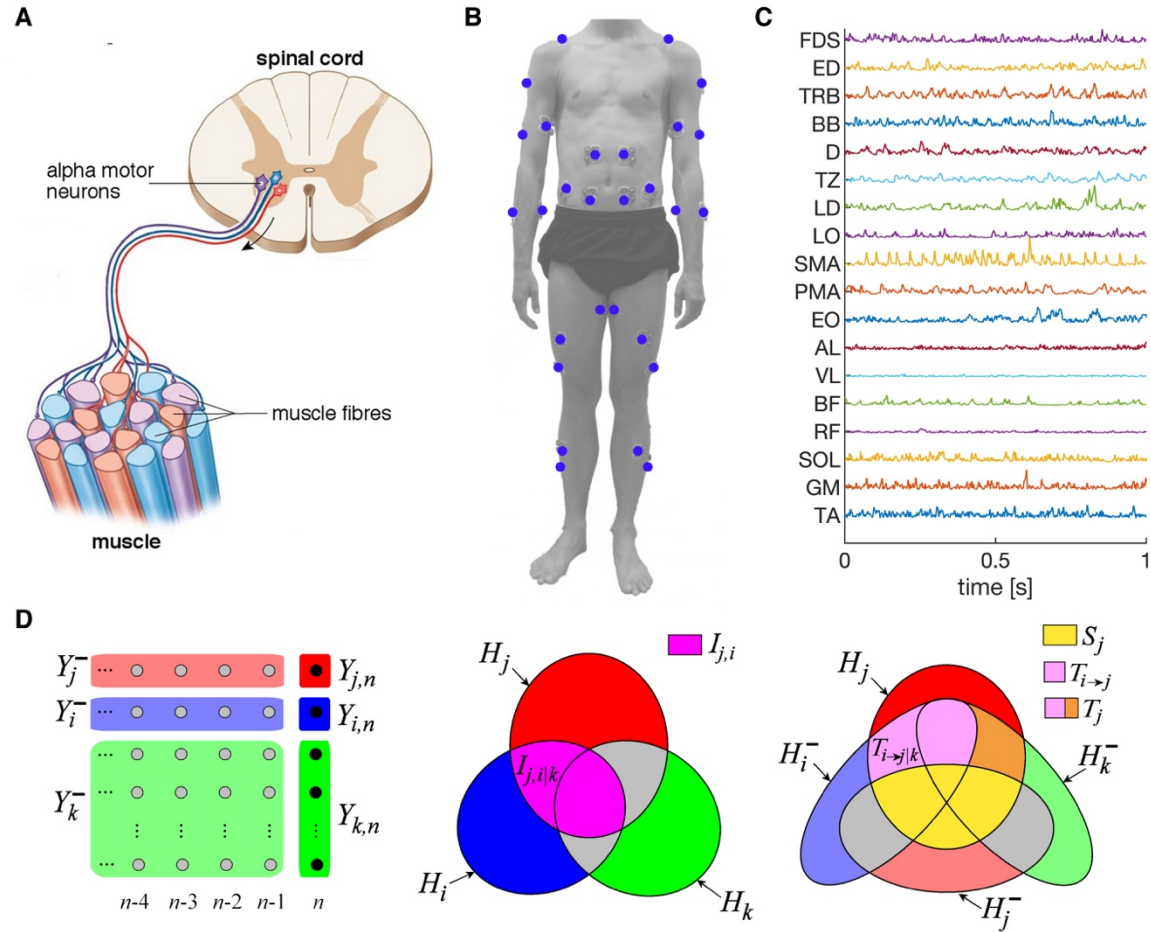 A
spinal cord
alpha motor
neurons
muscle fibres
muscle
B
C
FDS
ED
TRB
BB
D
TZ
LD
LO
SMA
PMA
EO
AL
VL
BF
RF
SOL
GM
TA
0
0.5
1
time [s]
D
Y_j^- ... Y_{j,n}
Y_i^- ... Y_{i,n}
...
Y_k^- ... Y_{k,n}
⋮ ⋮ ⋮ ⋮ ⋮
...
n-4 n-3 n-2 n-1 n
H_j
I_{j,i}
I_{j,i|k}
H_i
H_k
S_j
T_{i→j}
T_j
H_j
T_{i→j|k}
H_i^-
H_k^-
H_j^-